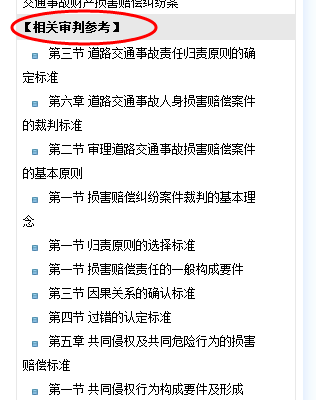 交通事故财产损害赔偿纠纷案
【相关审判参考】
第三节 道路交通事故责任归责原则的确
定标准
第六章 道路交通事故人身损害赔偿案件
的裁判标准
第二节 审理道路交通事故损害赔偿案件
的基本原则
第一节 损害赔偿纠纷案件裁判的基本理
念
第一节 归责原则的选择标准
第一节 损害赔偿责任的一般构成要件
第三节 因果关系的确认标准
第四节 过错的认定标准
第五章 共同侵权及共同危险行为的损害
赔偿标准
第一节 共同侵权行为构成要件及形成